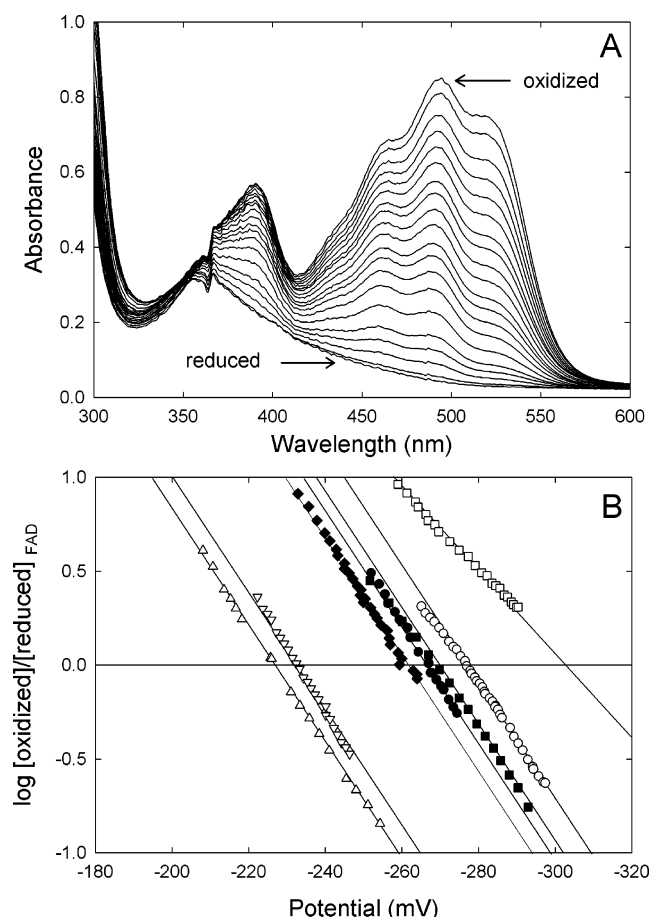 A
1.0
0.8
0.6
0.4
0.2
0.0
Absorbance
oxidized
reduced
300 350 400 450 500 550 600
Wavelength (nm)
B
1.0
0.5
0.0
-0.5
-1.0
log [oxidized]/[reduced] FAD
-180 -200 -220 -240 -260 -280 -300 -320
Potential (mV)